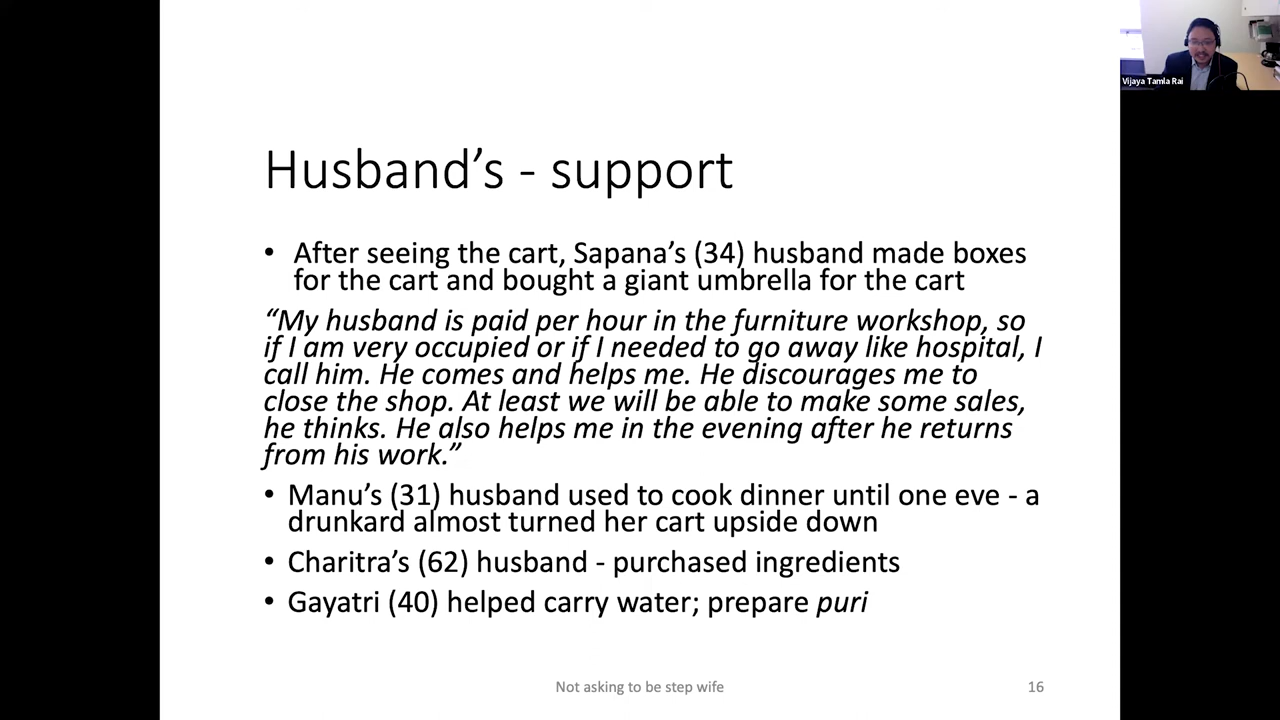 Vijaya Tamla Rai
Husband’s - support
• After seeing the cart, Sapana’s (34) husband made boxes
for the cart and bought a giant umbrella for the cart
“My husband is paid per hour in the furniture workshop, so
if I am very occupied or if I needed to go away like hospital, I
call him. He comes and helps me. He discourages me to
close the shop. At least we will be able to make some sales,
he thinks. He also helps me in the evening after he returns
from his work.”
• Manu’s (31) husband used to cook dinner until one eve - a
drunkard almost turned her cart upside down
• Charitra’s (62) husband - purchased ingredients
• Gayatri (40) helped carry water; prepare puri
Not asking to be step wife
16